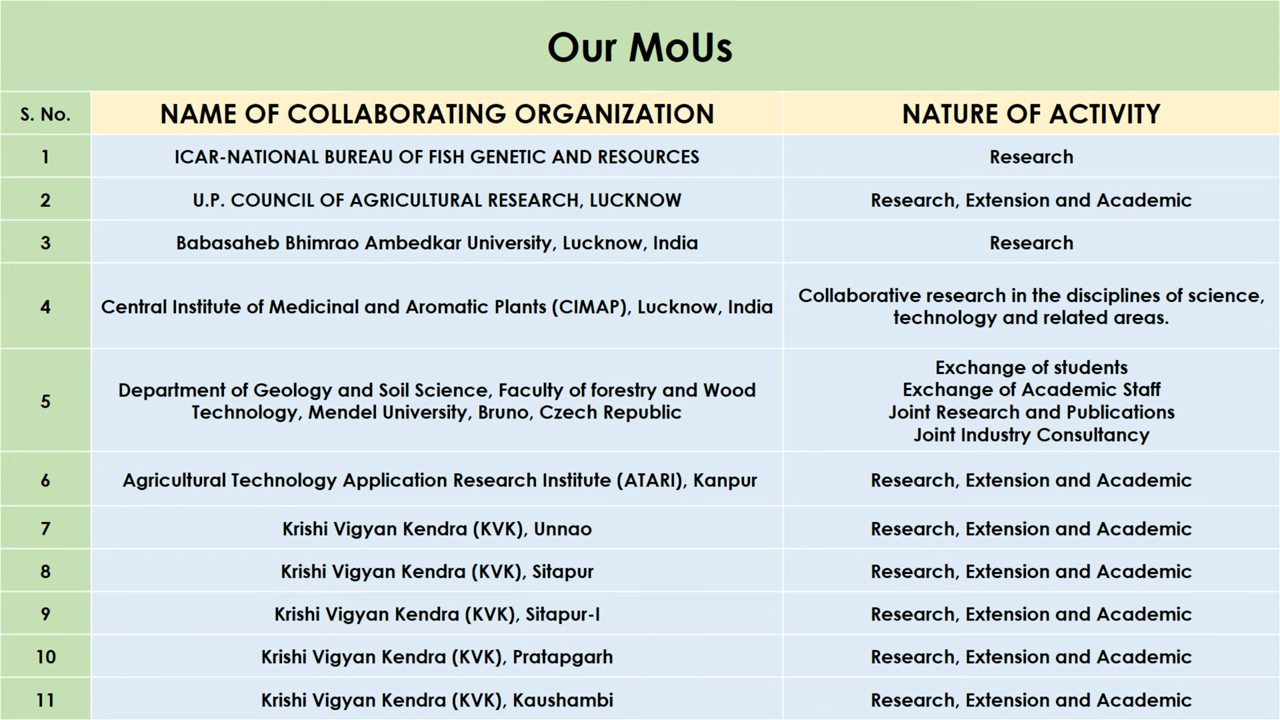 Our MoUs
S. No. NAME OF COLLABORATING ORGANIZATION NATURE OF ACTIVITY
1 ICAR-NATIONAL BUREAU OF FISH GENETIC AND RESOURCES Research
2 U.P. COUNCIL OF AGRICULTURAL RESEARCH, LUCKNOW Research, Extension and Academic
3 Babasaheb Bhimrao Ambedkar University, Lucknow, India Research
4 Central Institute of Medicinal and Aromatic Plants (CIMAP), Lucknow, India Collaborative research in the disciplines of science,
technology and related areas.
5 Department of Geology and Soil Science, Faculty of forestry and Wood
Technology, Mendel University, Bruno, Czech Republic
Exchange of students
Exchange of Academic Staff
Joint Research and Publications
Joint Industry Consultancy
6 Agricultural Technology Application Research Institute (ATARI), Kanpur Research, Extension and Academic
7 Krishi Vigyan Kendra (KVK), Unnao Research, Extension and Academic
8 Krishi Vigyan Kendra (KVK), Sitapur Research, Extension and Academic
9 Krishi Vigyan Kendra (KVK), Sitapur-I Research, Extension and Academic
10 Krishi Vigyan Kendra (KVK), Pratapgarh Research, Extension and Academic
11 Krishi Vigyan Kendra (KVK), Kaushambi Research, Extension and Academic